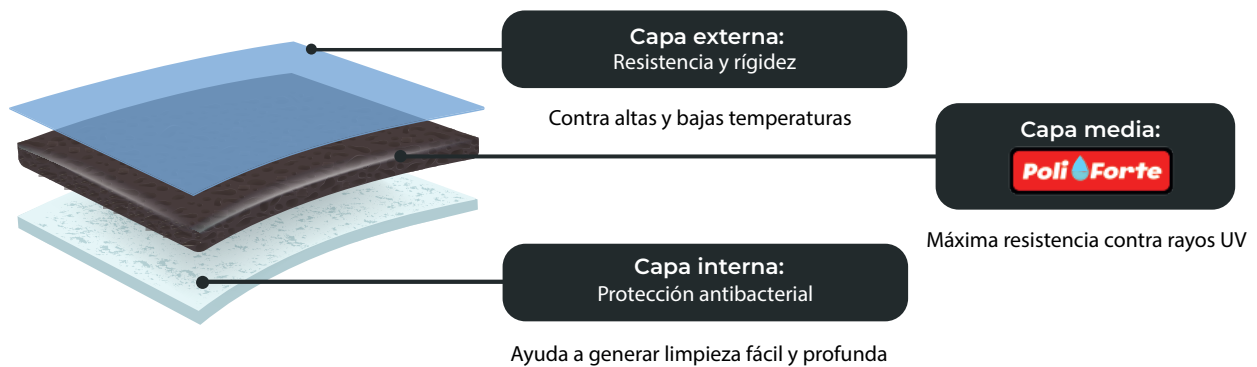 Capa externa:
Resistencia y rígidez
Contra altas y bajas temperaturas
Capa media:
Poli Forte
Máxima resistencia contra rayos UV
Capa interna:
Protección antibacterial
Ayuda a generar limpieza fácil y profunda